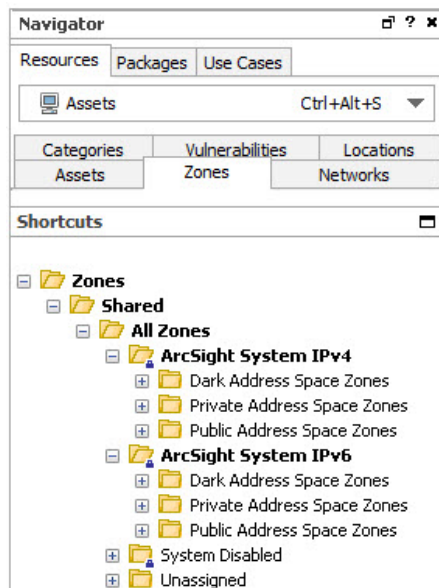 Navigator
Resources Packages Use Cases
Assets Ctrl+Alt+S
Categories Vulnerabilities Locations
Assets Zones Networks
Shortcuts
Zones
Shared
All Zones
ArcSight System IPv4
Dark Address Space Zones
Private Address Space Zones
Public Address Space Zones
ArcSight System IPv6
Dark Address Space Zones
Private Address Space Zones
Public Address Space Zones
System Disabled
Unassigned